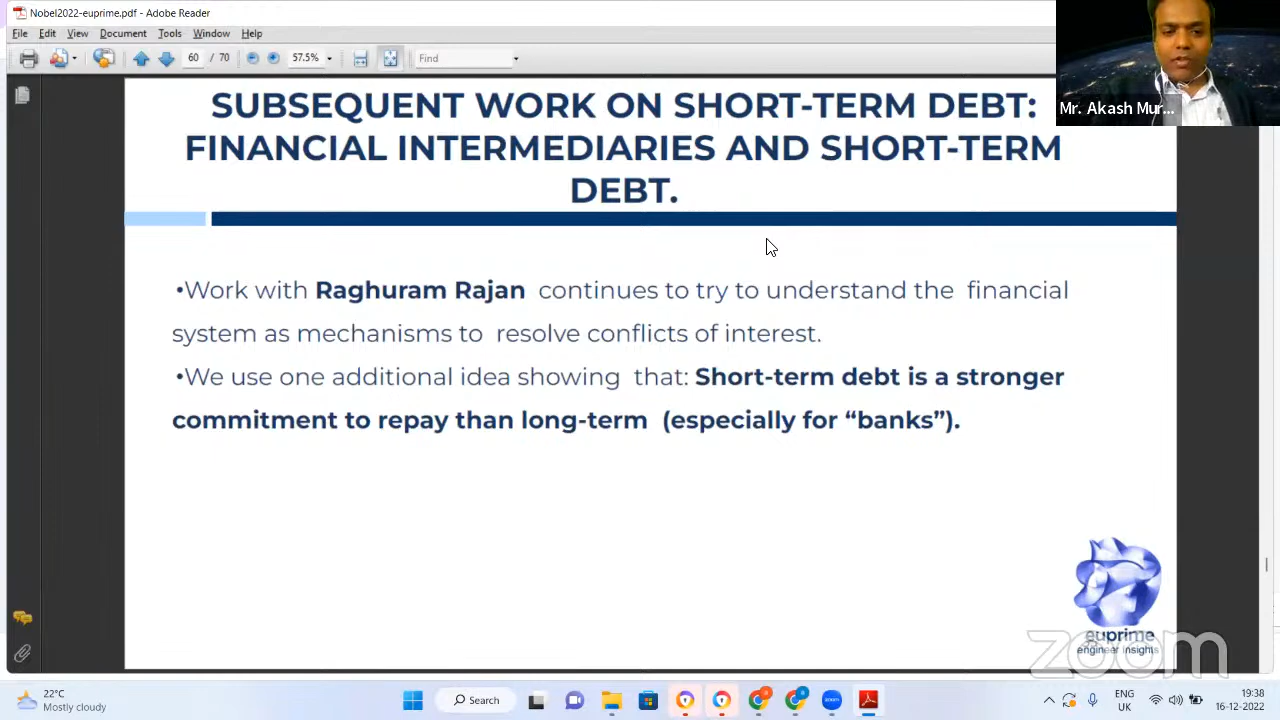 Nobel2022-euprime.pdf - Adobe Reader
File Edit View Document Tools Window Help
60 / 70 57.5% Find
Mr. Akash Mur...
SUBSEQUENT WORK ON SHORT-TERM DEBT:
FINANCIAL INTERMEDIARIES AND SHORT-TERM
DEBT.
•Work with Raghuram Rajan continues to try to understand the financial
system as mechanisms to resolve conflicts of interest.
•We use one additional idea showing that: Short-term debt is a stronger
commitment to repay than long-term (especially for “banks”).
euprime
engineer insights
zoom
22°C
Mostly cloudy
Search
zoom
ENG
UK
19:38
16-12-2022